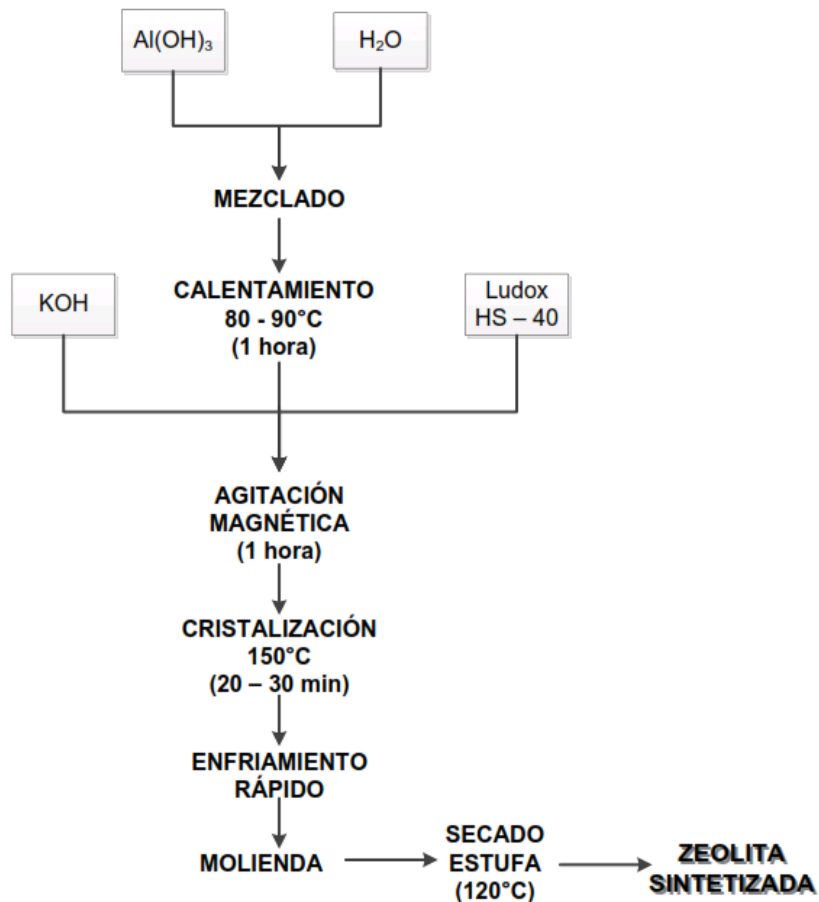 Al(OH)₃
H₂O
MEZCLADO
CALENTAMIENTO
80 - 90°C
(1 hora)
KOH
Ludox
HS – 40
AGITACIÓN
MAGNÉTICA
(1 hora)
CRISTALIZACIÓN
150°C
(20 – 30 min)
ENFRIAMIENTO
RÁPIDO
MOLIENDA
SECADO
ESTUFA
(120°C)
ZEOLITA
SINTETIZADA